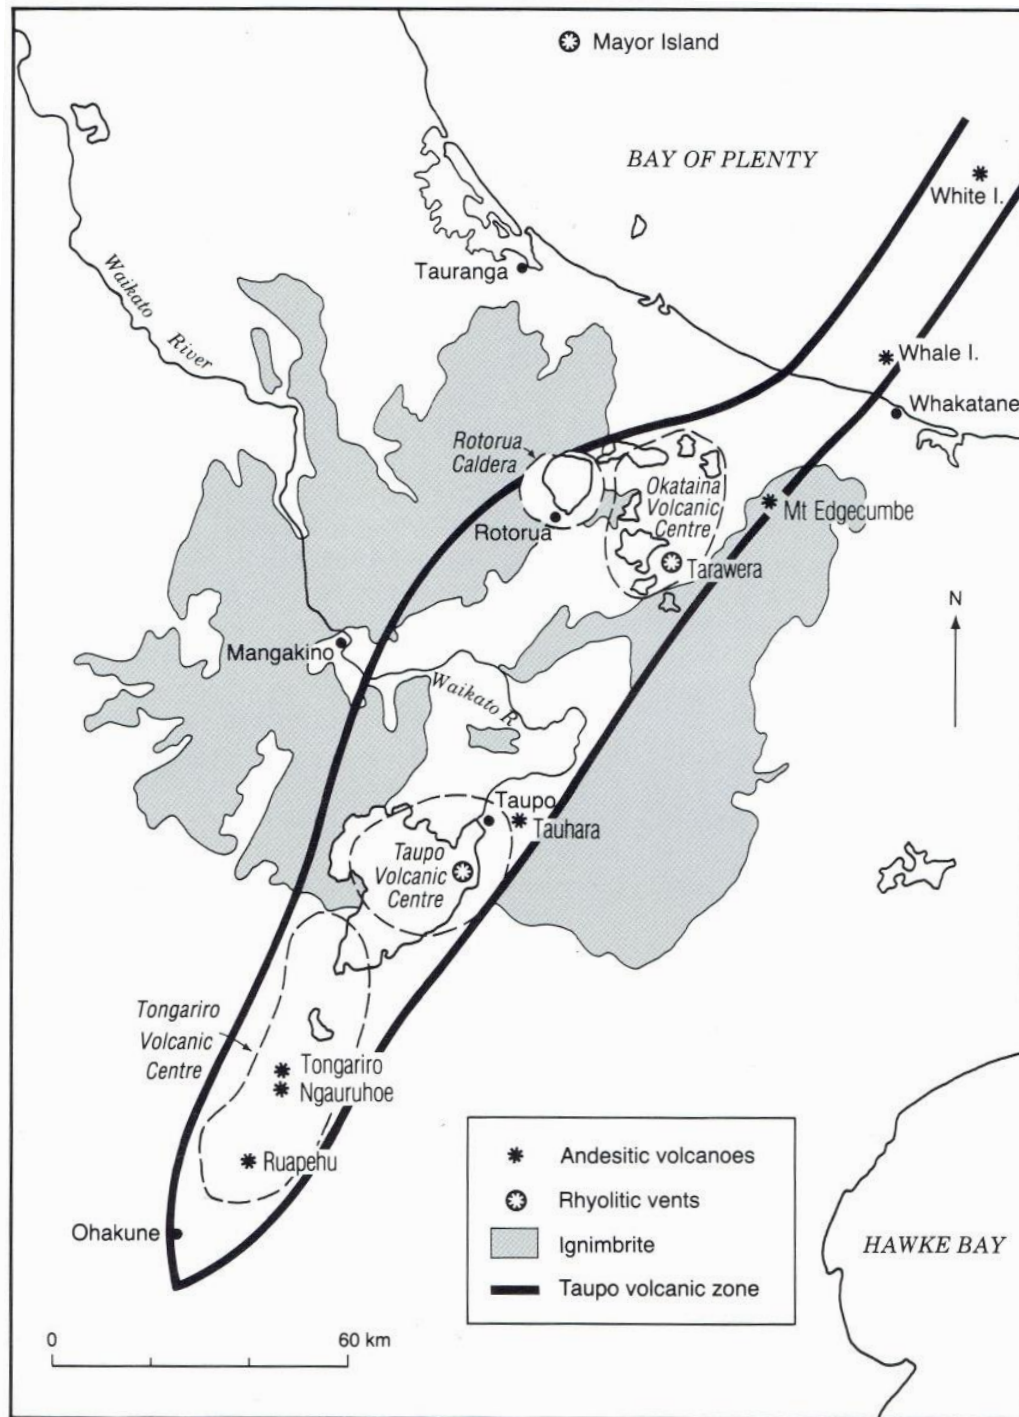 Mayor Island
BAY OF PLENTY
White I.
Tauranga
Waikato
River
Whale I.
Whakatane
Rotorua
Caldera
Okataina
Volcanic
Centre
Mt Edgecumbe
Rotorua
Tarawera
N
Mangakino
Waikato R
Taupo
Tauhara
Taupo
Volcanic
Centre
Tongariro
Volcanic
Centre
Tongariro
Ngauruhoe
Ruapehu
Ohakune
Andesitic volcanoes
Rhyolitic vents
Ignimbrite
Taupo volcanic zone
HAWKE BAY
0 60 km